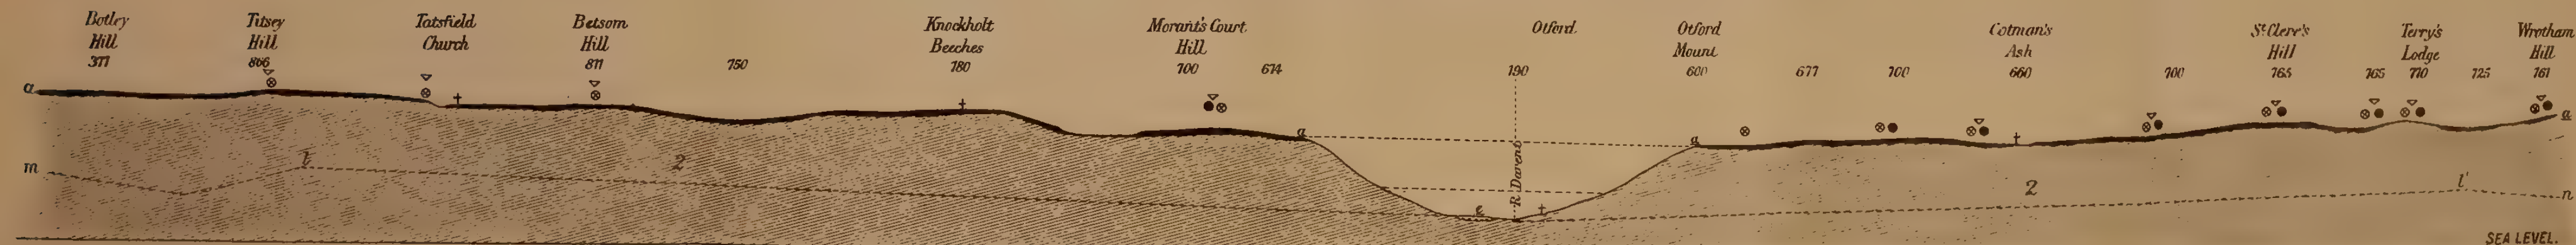 Botley
Hill
877
Titsey
Hill
866
Tatsfield
Church
Betsom
Hill
811
750
Knockholt
Beeches
780
Morant's Court
Hill
700
674
Otford
190
Otford
Mount
600
677
700
Cotman's
Ash
660
700
St Clere's
Hill
765
765
Terry's
Lodge
770
725
Wrotham
Hill
761
a
a
a
a
m
l
2
R. Darent
e
2
l'
n
SEA LEVEL.